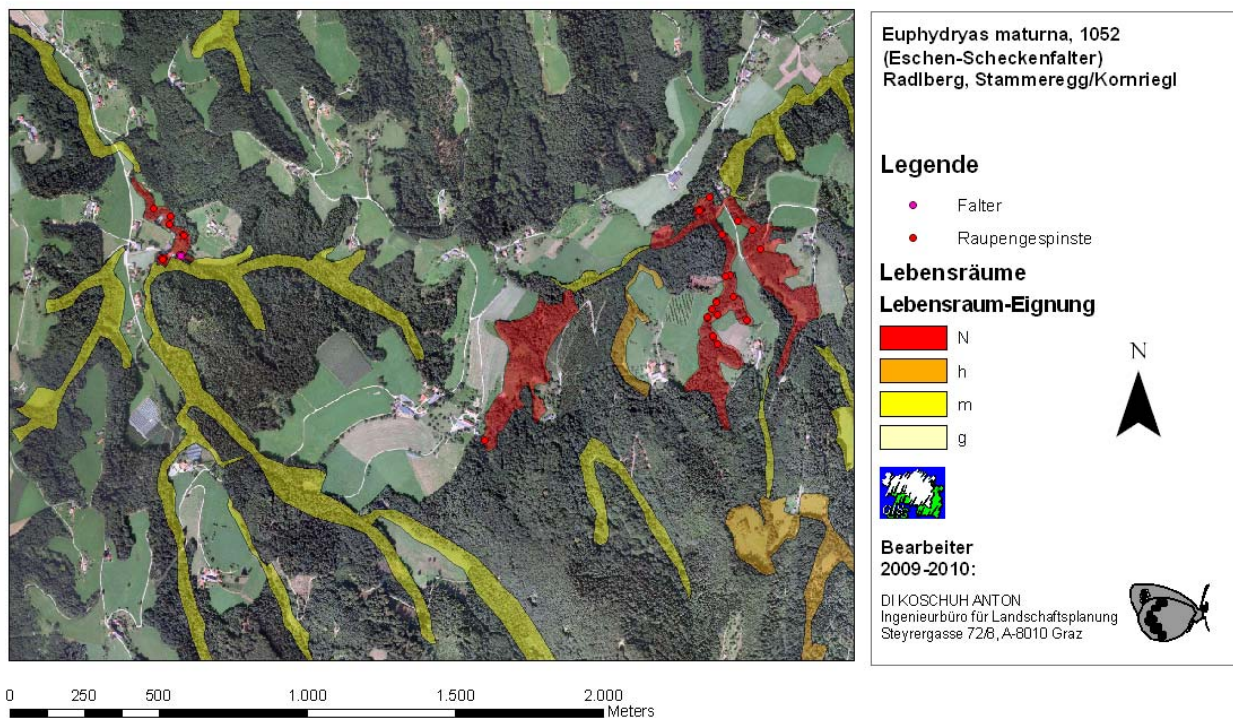 Euphydryas maturna, 1052
(Eschen-Scheckenfalter)
Radlberg, Stammeregg/Kornriegl
Legende
Falter
Raupengespinste
Lebensräume
Lebensraum-Eignung
N
h
m
g
N
GIS
Bearbeiter
2009-2010:
DI KOSCHUH ANTON
Ingenieurbüro für Landschaftsplanung
Steyrergasse 72/8, A-8010 Graz
0 250 500 1.000 1.500 2.000
Meters